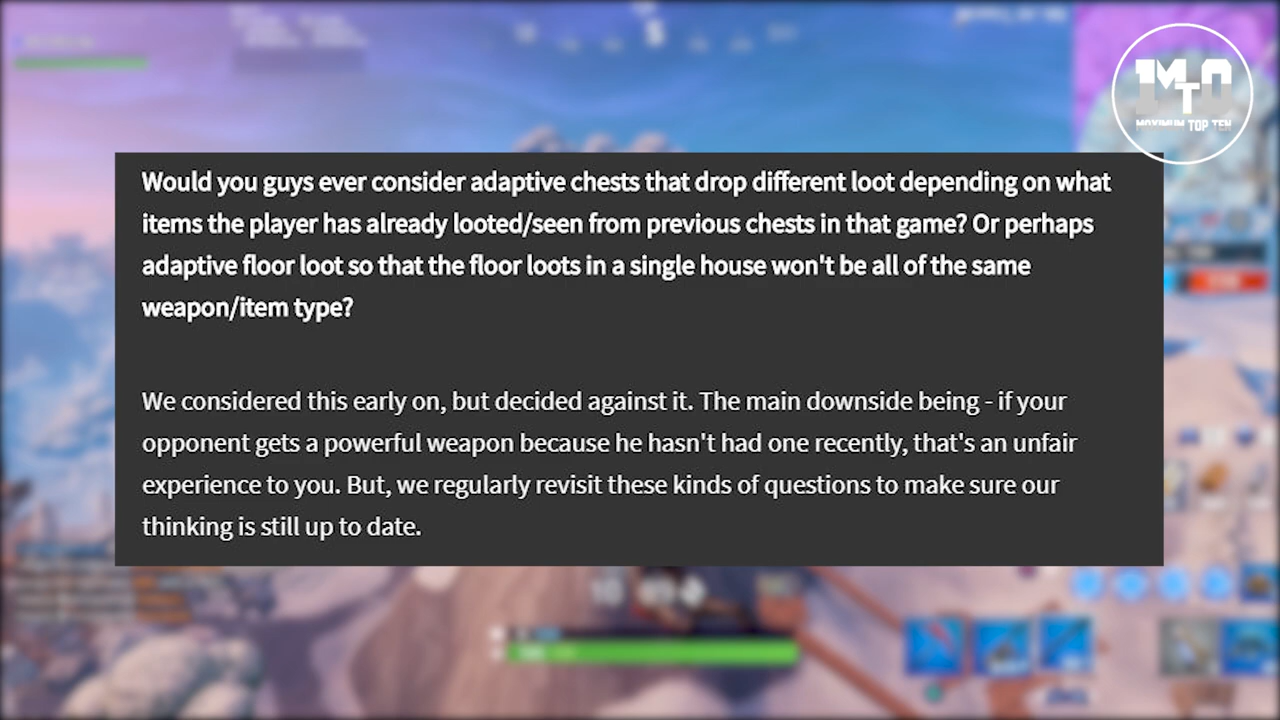 1MT0
MAXIMUM TOP TEN
Would you guys ever consider adaptive chests that drop different loot depending on what
items the player has already looted/seen from previous chests in that game? Or perhaps
adaptive floor loot so that the floor loots in a single house won't be all of the same
weapon/item type?
We considered this early on, but decided against it. The main downside being - if your
opponent gets a powerful weapon because he hasn't had one recently, that's an unfair
experience to you. But, we regularly revisit these kinds of questions to make sure our
thinking is still up to date.